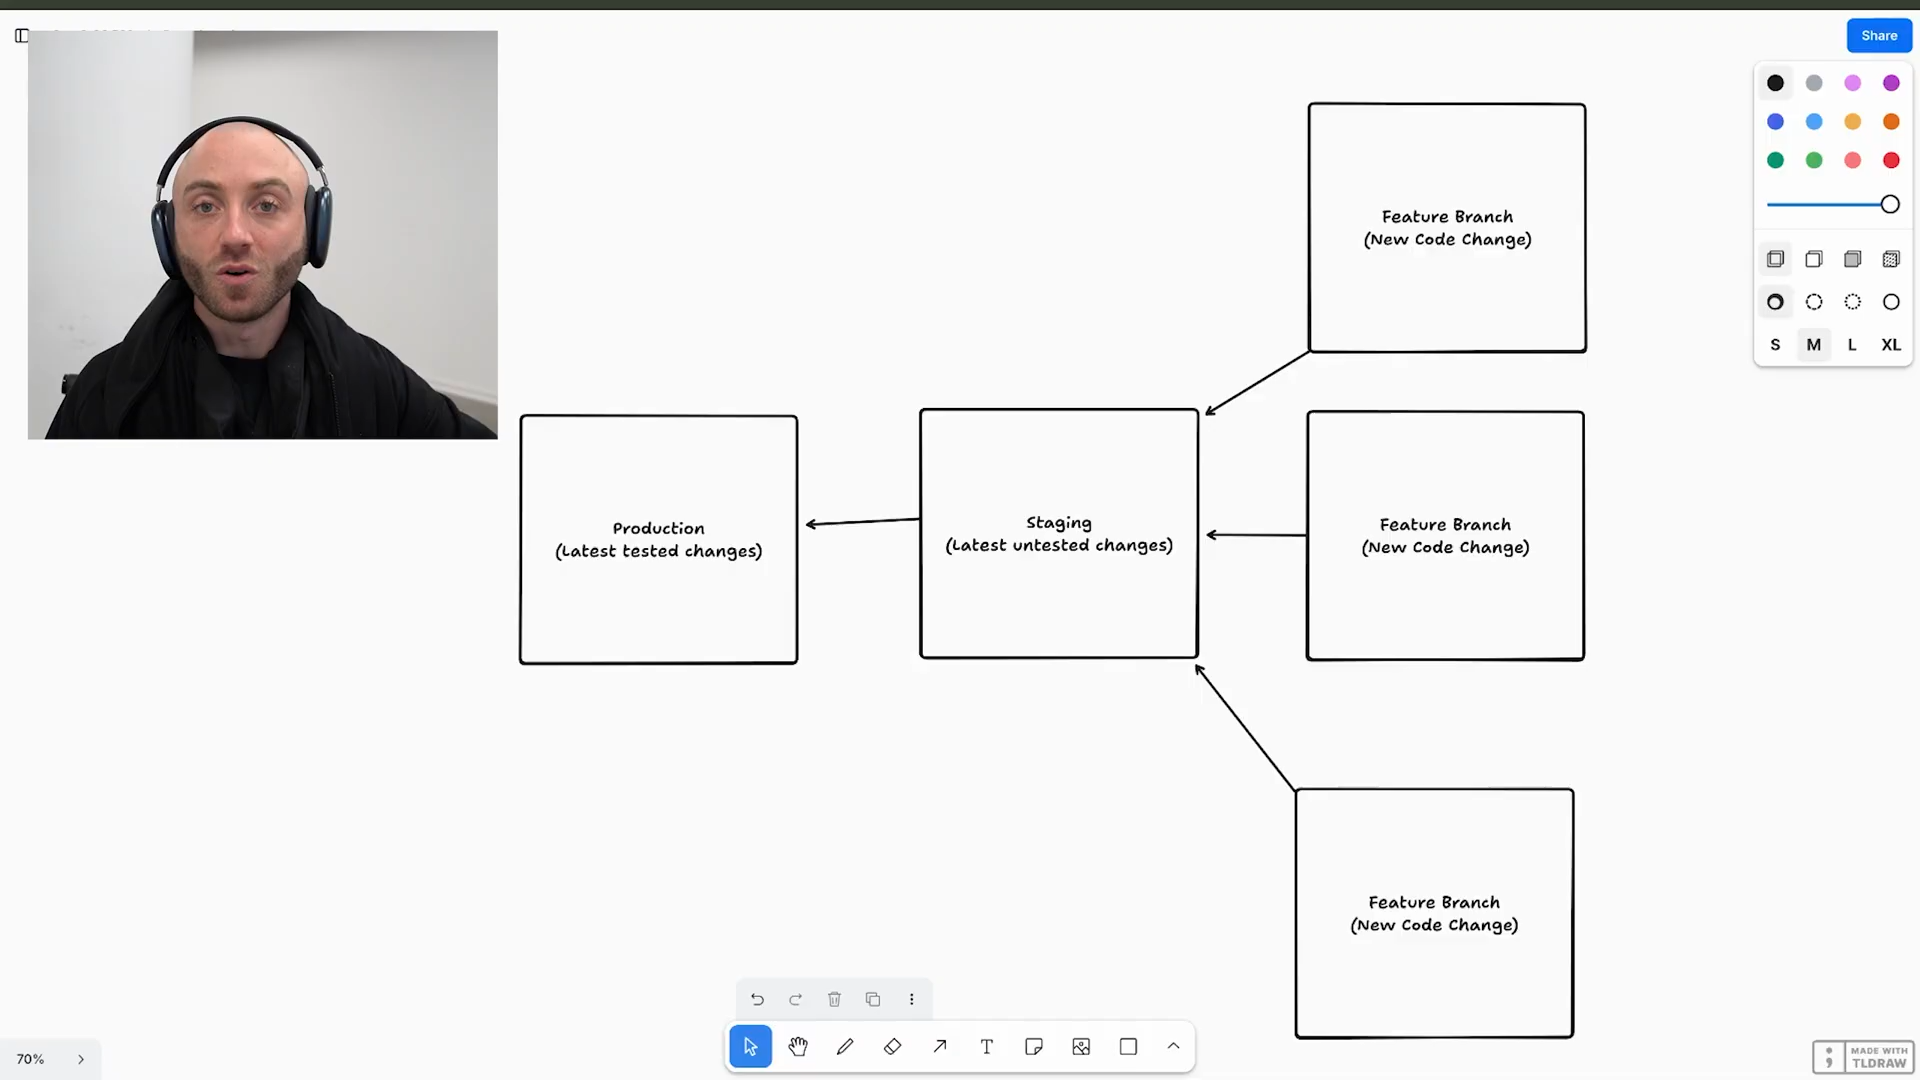 Share
Feature Branch
(New Code Change)
S M L XL
Production
(Latest tested changes)
Staging
(Latest untested changes)
Feature Branch
(New Code Change)
Feature Branch
(New Code Change)
T
70%
MADE WITH
TLDRAW